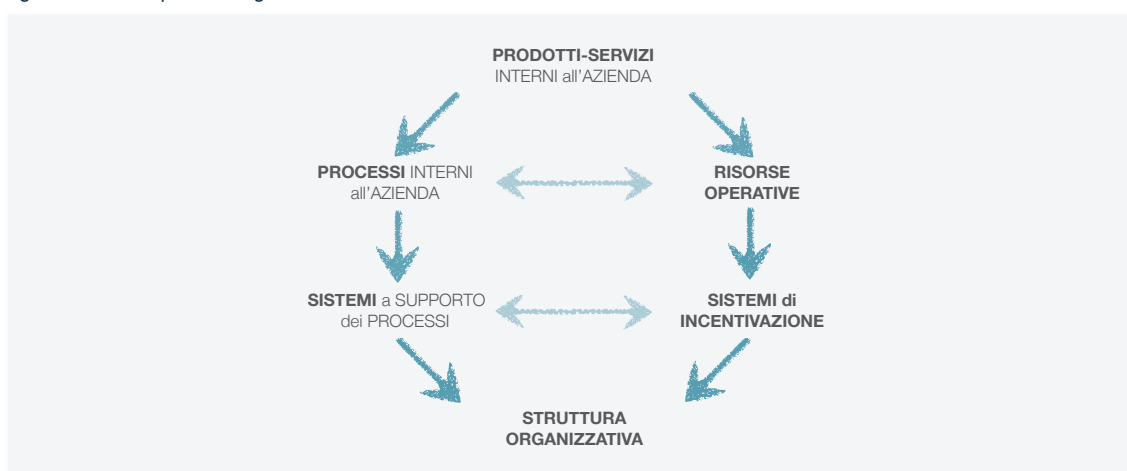 PRODOTTI-SERVIZI
INTERNI all'AZIENDA
PROCESSI INTERNI
all'AZIENDA
RISORSE
OPERATIVE
SISTEMI a SUPPORTO
dei PROCESSI
SISTEMI di
INCENTIVAZIONE
STRUTTURA
ORGANIZZATIVA